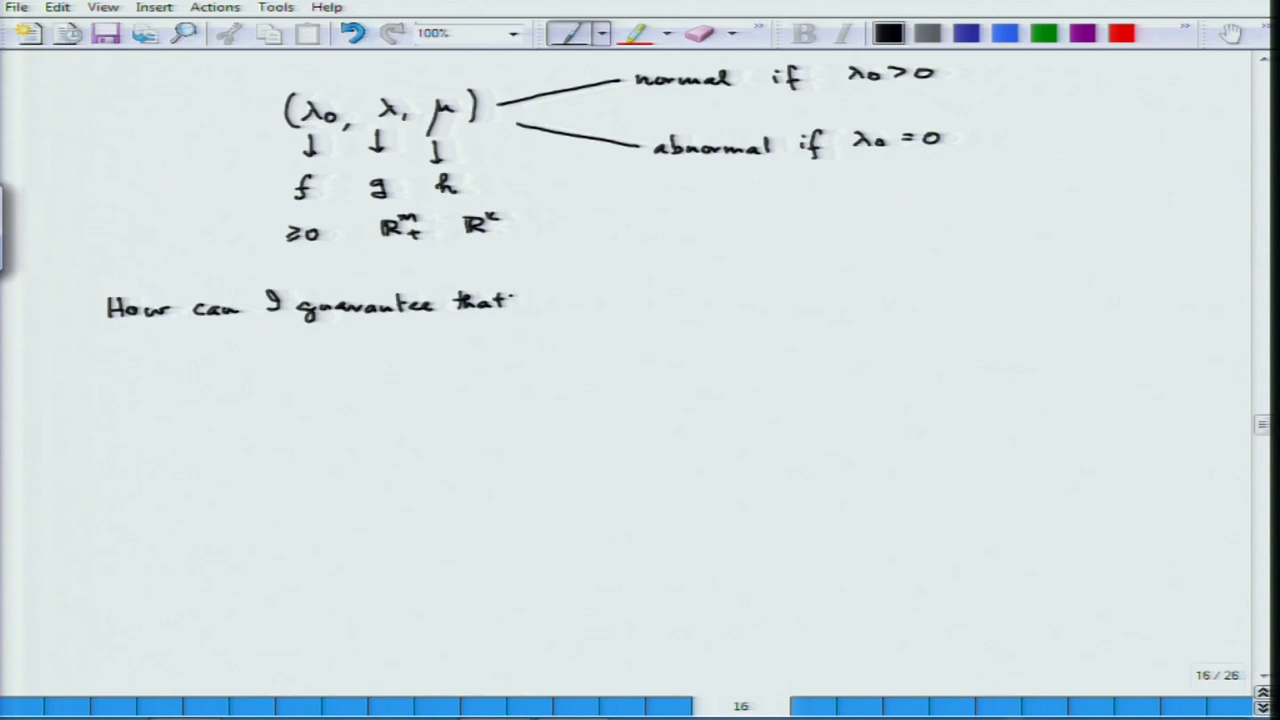 File Edit View Insert Actions Tools Help
100%
B I
(λ₀, λ, μ) normal if λ₀ > 0
abnormal if λ₀ = 0
↓ ↓ ↓
f g h
≥0 ℝᵐ₊ ℝᵏ
How can I guarantee that
16 / 26
16